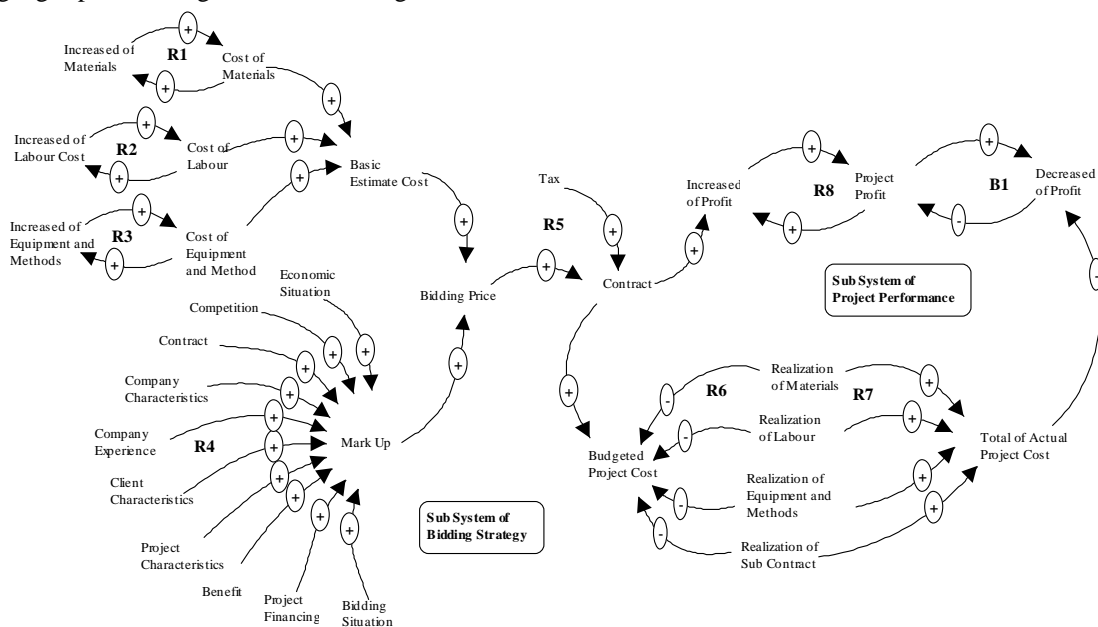 +
Increased of
Materials
R1
Cost of
Materials
+
+
Increased of
Labour Cost
+
R2
Cost of
Labour
+
+
Basic
Estimate Cost
+
Increased of
Equipment and
Methods
+
R3
Cost of
Equipment
and Method
+
+
+
Tax
R5
+
+
Bidding Price
Contract
+
Increased
of Profit
+
R8
Project
Profit
+
+
B1
Decreased
of Profit
-
-
Sub System of
Project Performance
Economic
Situation
+
Competition
+
Contract
+
Company
Characteristics
+
Company
Experience
+
R4
Client
Characteristics
+
Project
Characteristics
+
Benefit
+
Project
Financing
+
Bidding
Situation
+
Mark Up
+
Sub System of
Bidding Strategy
+
Budgeted
Project Cost
R6
Realization
of Materials
R7
-
+
Realization
of Labour
-
+
Realization of
Equipment and
Methods
-
+
Realization of
Sub Contract
-
+
Total of Actual
Project Cost